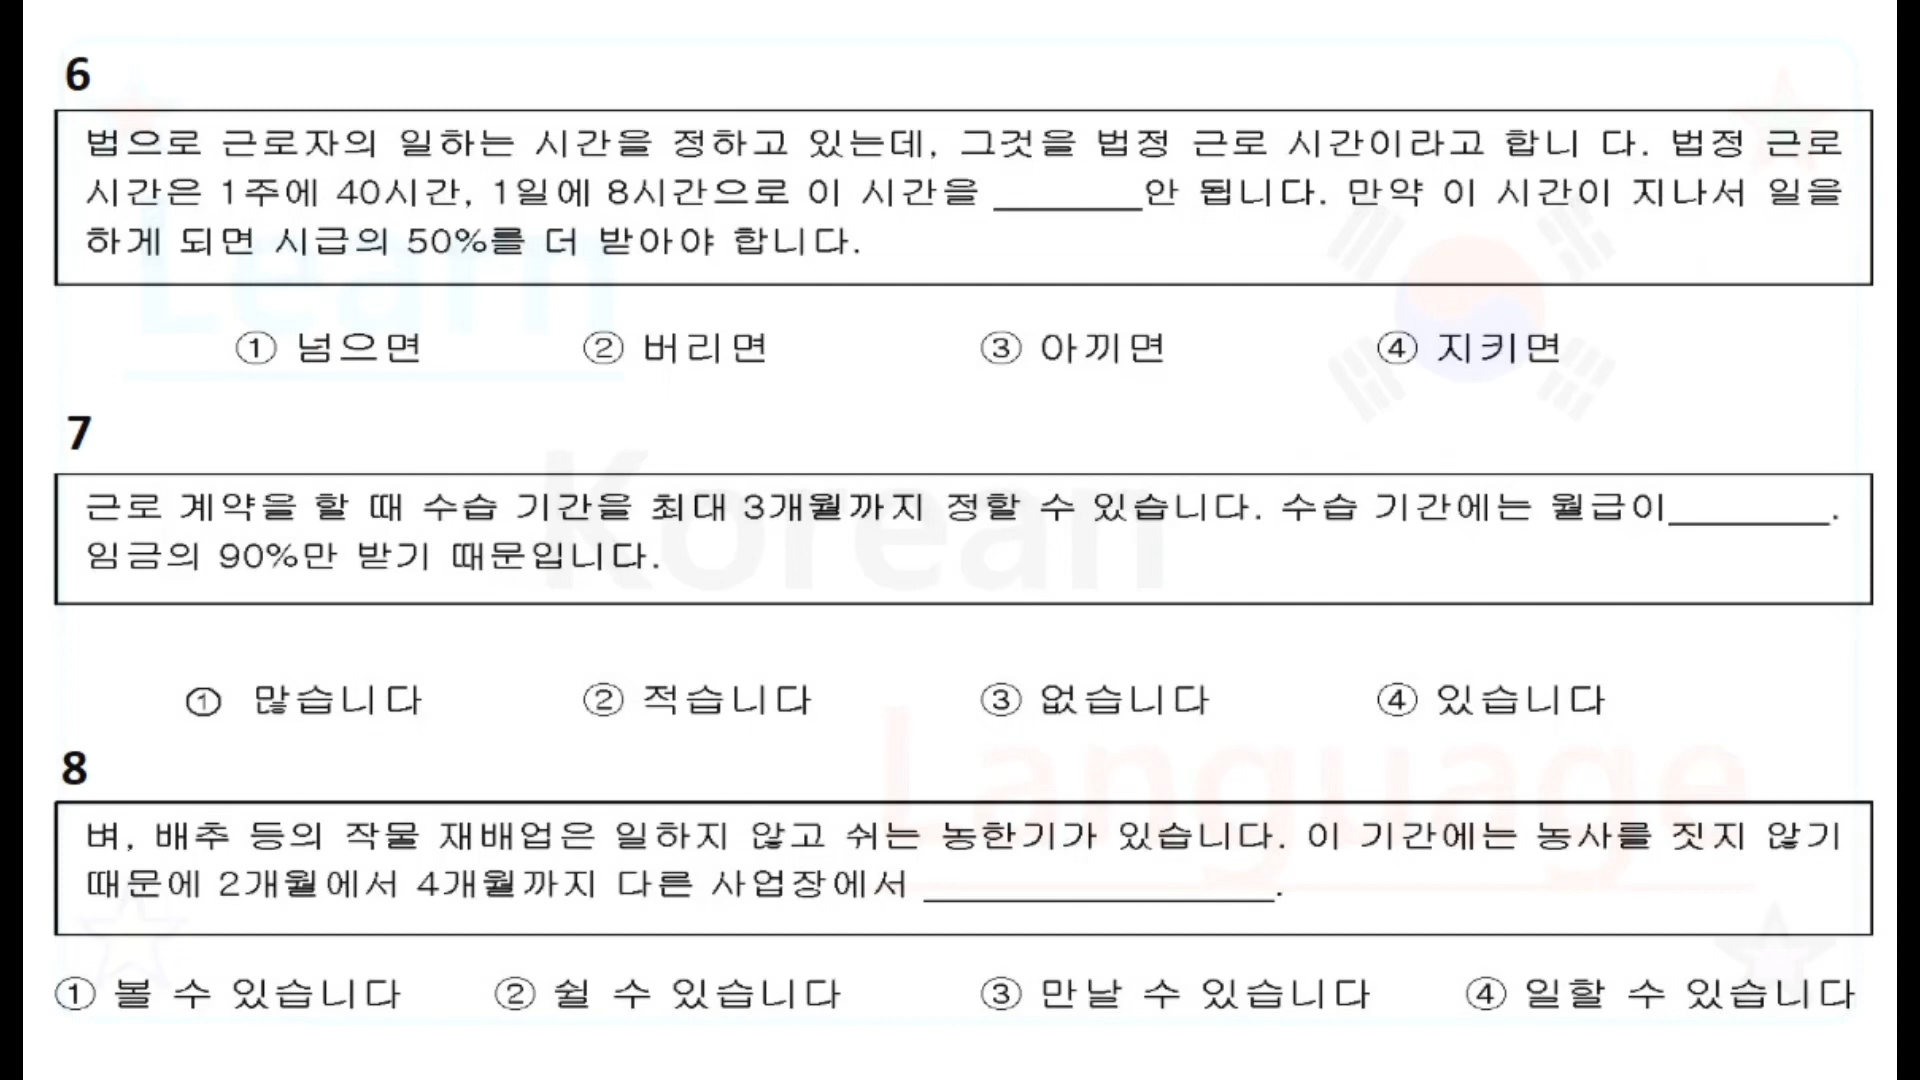 6
법으로 근로자의 일하는 시간을 정하고 있는데, 그것을 법정 근로 시간이라고 합니 다. 법정 근로
시간은 1주에 40시간, 1일에 8시간으로 이 시간을 ________안 됩니다. 만약 이 시간이 지나서 일을
하게 되면 시급의 50%를 더 받아야 합니다.
① 넘으면 ② 버리면 ③ 아끼면 ④ 지키면
7
근로 계약을 할 때 수습 기간을 최대 3개월까지 정할 수 있습니다. 수습 기간에는 월급이________.
임금의 90%만 받기 때문입니다.
① 많습니다 ② 적습니다 ③ 없습니다 ④ 있습니다
8
벼, 배추 등의 작물 재배업은 일하지 않고 쉬는 농한기가 있습니다. 이 기간에는 농사를 짓지 않기
때문에 2개월에서 4개월까지 다른 사업장에서 ________________.
① 볼 수 있습니다 ② 쉴 수 있습니다 ③ 만날 수 있습니다 ④ 일할 수 있습니다
Learn
Korean
Language